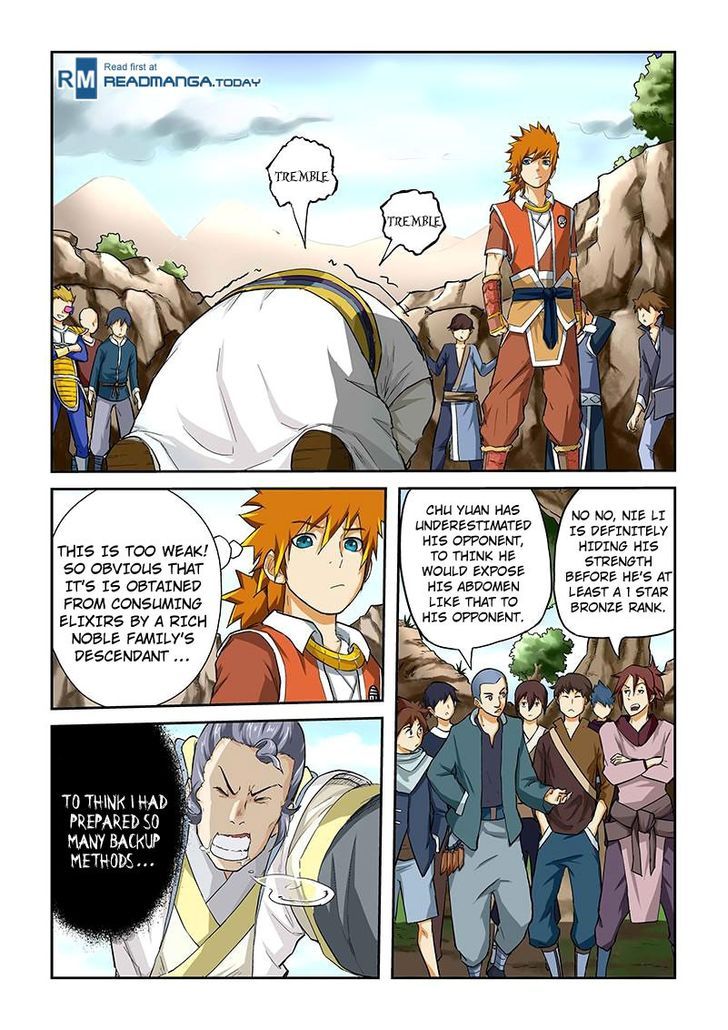 Read first at
RM READMANGA.TODAY
TREMBLE
TREMBLE
THIS IS TOO WEAK!
SO OBVIOUS THAT
IT'S IS OBTAINED
FROM CONSUMING
ELIXIRS BY A RICH
NOBLE FAMILY'S
DESCENDANT ...
TO THINK I HAD
PREPARED SO
MANY BACKUP
METHODS...
CHU YUAN HAS
UNDERESTIMATED
HIS OPPONENT,
TO THINK HE
WOULD EXPOSE
HIS ABDOMEN
LIKE THAT TO
HIS OPPONENT.
NO NO, NIE LI
IS DEFINITELY
HIDING HIS
STRENGTH
BEFORE HE'S AT
LEAST A 1 STAR
BRONZE RANK.